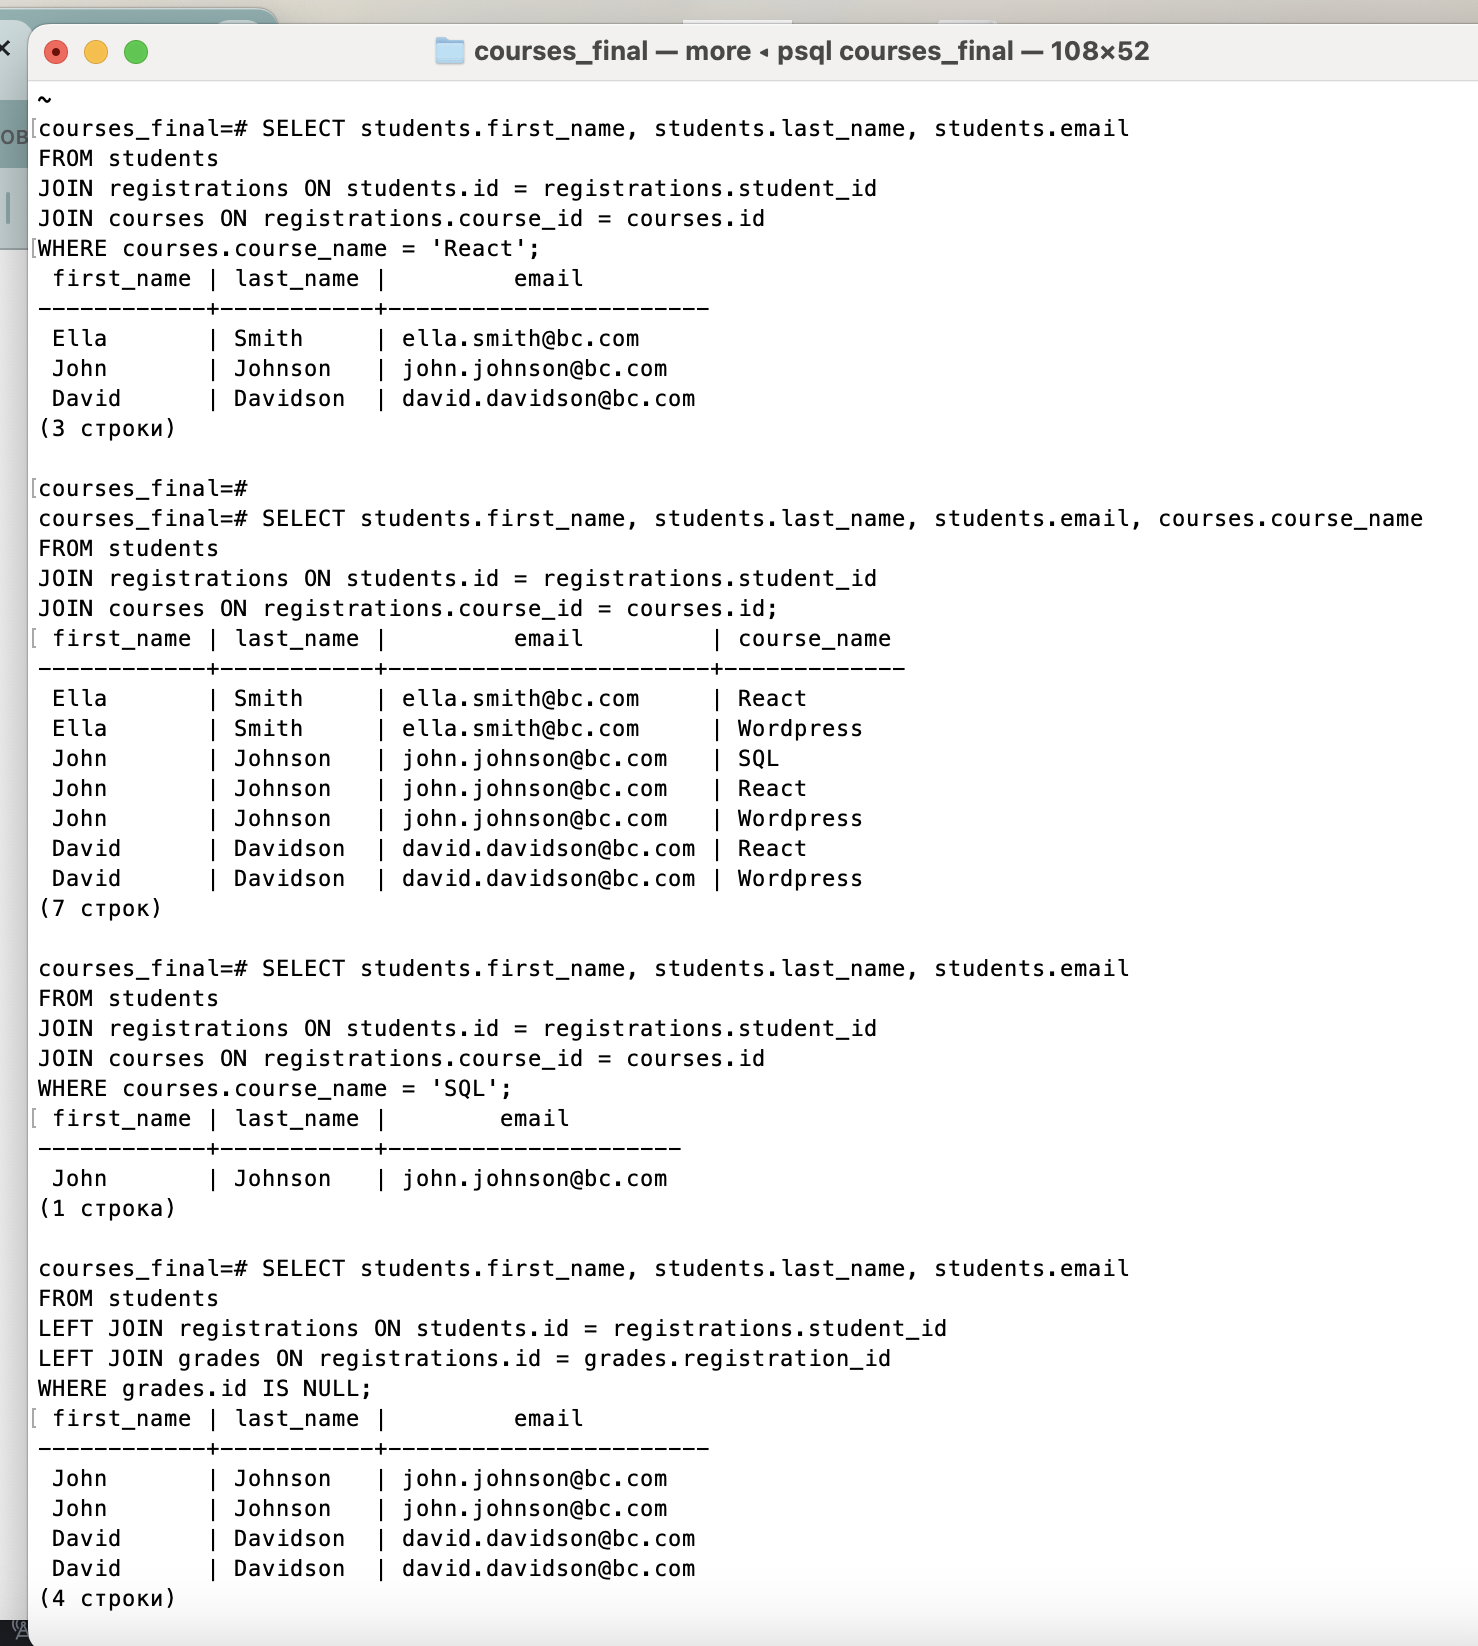 courses_final — more ◂ psql courses_final — 108×52
~
courses_final=# SELECT students.first_name, students.last_name, students.email
FROM students
JOIN registrations ON students.id = registrations.student_id
JOIN courses ON registrations.course_id = courses.id
WHERE courses.course_name = 'React';
 first_name | last_name |         email
------------+-----------+-----------------------
 Ella       | Smith     | ella.smith@bc.com
 John       | Johnson   | john.johnson@bc.com
 David      | Davidson  | david.davidson@bc.com
(3 строки)

courses_final=#
courses_final=# SELECT students.first_name, students.last_name, students.email, courses.course_name
FROM students
JOIN registrations ON students.id = registrations.student_id
JOIN courses ON registrations.course_id = courses.id;
 first_name | last_name |         email         | course_name
------------+-----------+-----------------------+-------------
 Ella       | Smith     | ella.smith@bc.com     | React
 Ella       | Smith     | ella.smith@bc.com     | Wordpress
 John       | Johnson   | john.johnson@bc.com   | SQL
 John       | Johnson   | john.johnson@bc.com   | React
 John       | Johnson   | john.johnson@bc.com   | Wordpress
 David      | Davidson  | david.davidson@bc.com | React
 David      | Davidson  | david.davidson@bc.com | Wordpress
(7 строк)

courses_final=# SELECT students.first_name, students.last_name, students.email
FROM students
JOIN registrations ON students.id = registrations.student_id
JOIN courses ON registrations.course_id = courses.id
WHERE courses.course_name = 'SQL';
 first_name | last_name |        email
------------+-----------+---------------------
 John       | Johnson   | john.johnson@bc.com
(1 строка)

courses_final=# SELECT students.first_name, students.last_name, students.email
FROM students
LEFT JOIN registrations ON students.id = registrations.student_id
LEFT JOIN grades ON registrations.id = grades.registration_id
WHERE grades.id IS NULL;
 first_name | last_name |         email
------------+-----------+-----------------------
 John       | Johnson   | john.johnson@bc.com
 John       | Johnson   | john.johnson@bc.com
 David      | Davidson  | david.davidson@bc.com
 David      | Davidson  | david.davidson@bc.com
(4 строки)